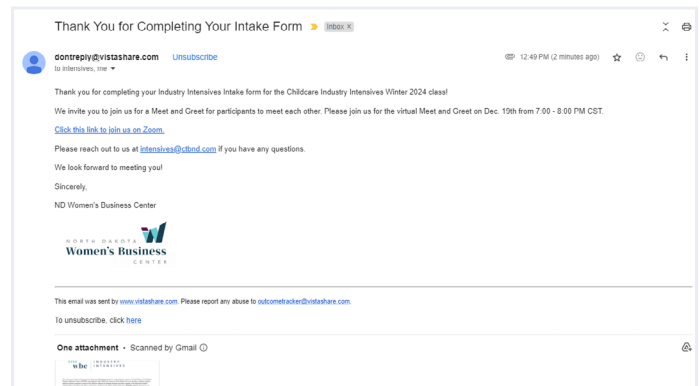 Thank You for Completing Your Intake Form
Inbox X
dontreply@vistashare.com Unsubscribe
12:49 PM (2 minutes ago)
to intensives, me
Thank you for completing your Industry Intensives Intake form for the Childcare Industry Intensives Winter 2024 class!
We invite you to join us for a Meet and Greet for participants to meet each other. Please join us for the virtual Meet and Greet on Dec. 19th from 7:00 - 8:00 PM CST.
Click this link to join us on Zoom.
Please reach out to us at intensives@ctbnd.com if you have any questions.
We look forward to meeting you!
Sincerely,
ND Women's Business Center
NORTH DAKOTA
Women's Business
CENTER
This email was sent by www.vistashare.com. Please report any abuse to outcometracker@vistashare.com.
To unsubscribe, click here
One attachment • Scanned by Gmail
wbc INDUSTRY
INTENSIVES